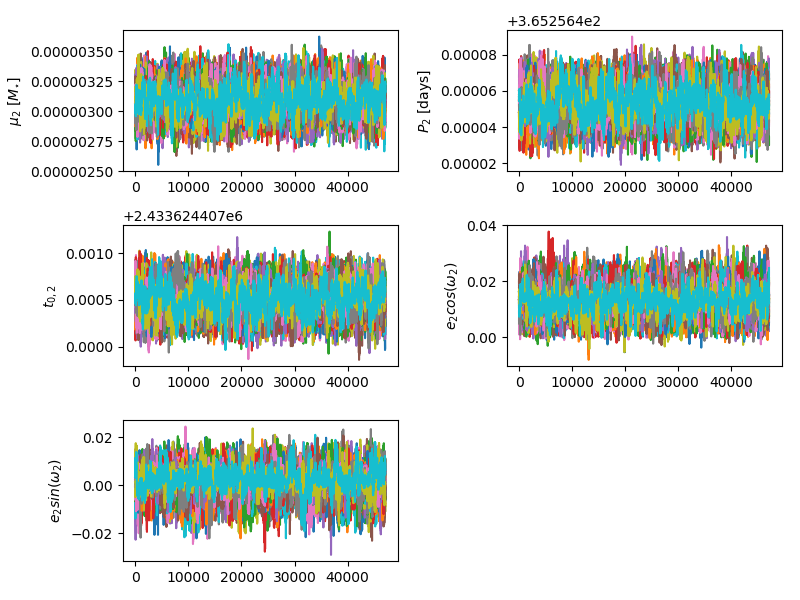 +3.652564e2
0.00000350
0.00000325
0.00000300
0.00000275
0.00000250
μ₂ [M⋆]
0 10000 20000 30000 40000
0.00008
0.00006
0.00004
0.00002
P₂ [days]
0 10000 20000 30000 40000
+2.433624407e6
0.0010
0.0005
0.0000
t₀,₂
0 10000 20000 30000 40000
0.04
0.02
0.00
e₂cos(ω₂)
0 10000 20000 30000 40000
0.02
0.00
−0.02
e₂sin(ω₂)
0 10000 20000 30000 40000